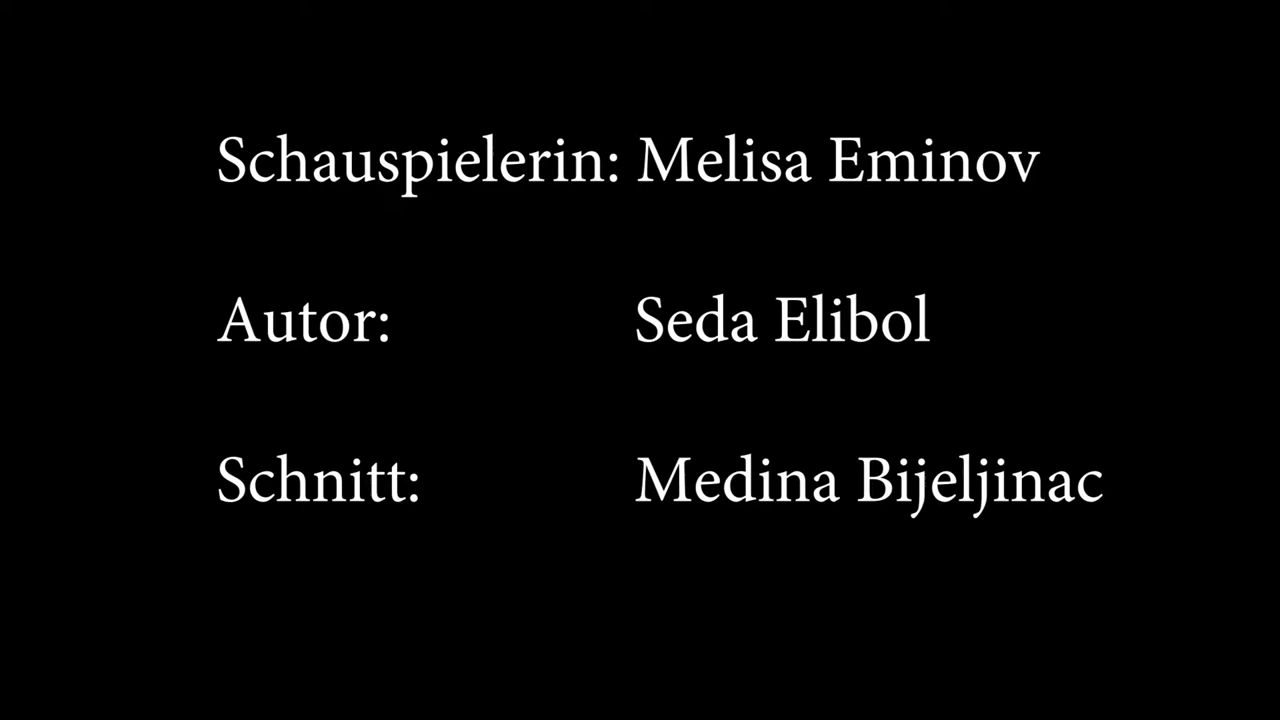 Schauspielerin: Melisa Eminov
Autor: Seda Elibol
Schnitt: Medina Bijeljinac